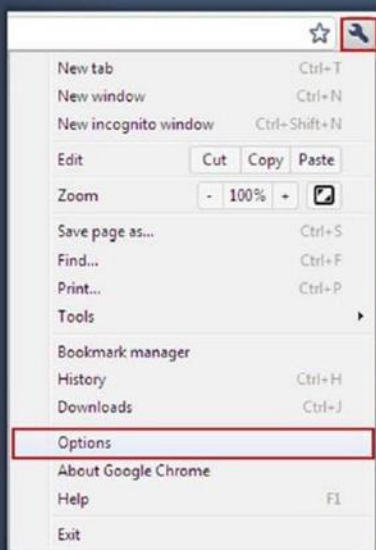 New tab Ctrl+T
New window Ctrl+N
New incognito window Ctrl+Shift+N
Edit Cut Copy Paste
Zoom - 100% +
Save page as... Ctrl+S
Find... Ctrl+F
Print... Ctrl+P
Tools
Bookmark manager
History Ctrl+H
Downloads Ctrl+J
Options
About Google Chrome
Help F1
Exit